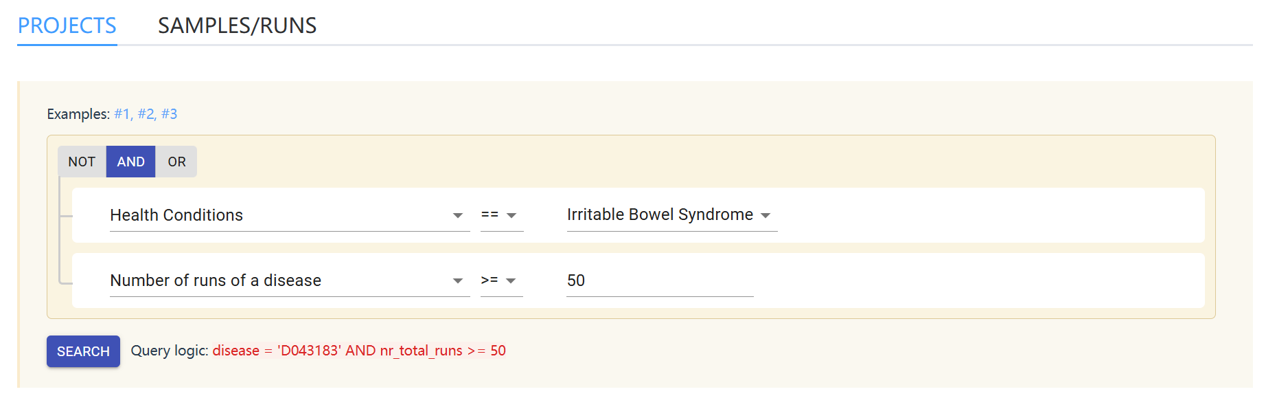 PROJECTS SAMPLES/RUNS
Examples: #1, #2, #3
NOT AND OR
Health Conditions == Irritable Bowel Syndrome
Number of runs of a disease >= 50
SEARCH Query logic: disease = 'D043183' AND nr_total_runs >= 50